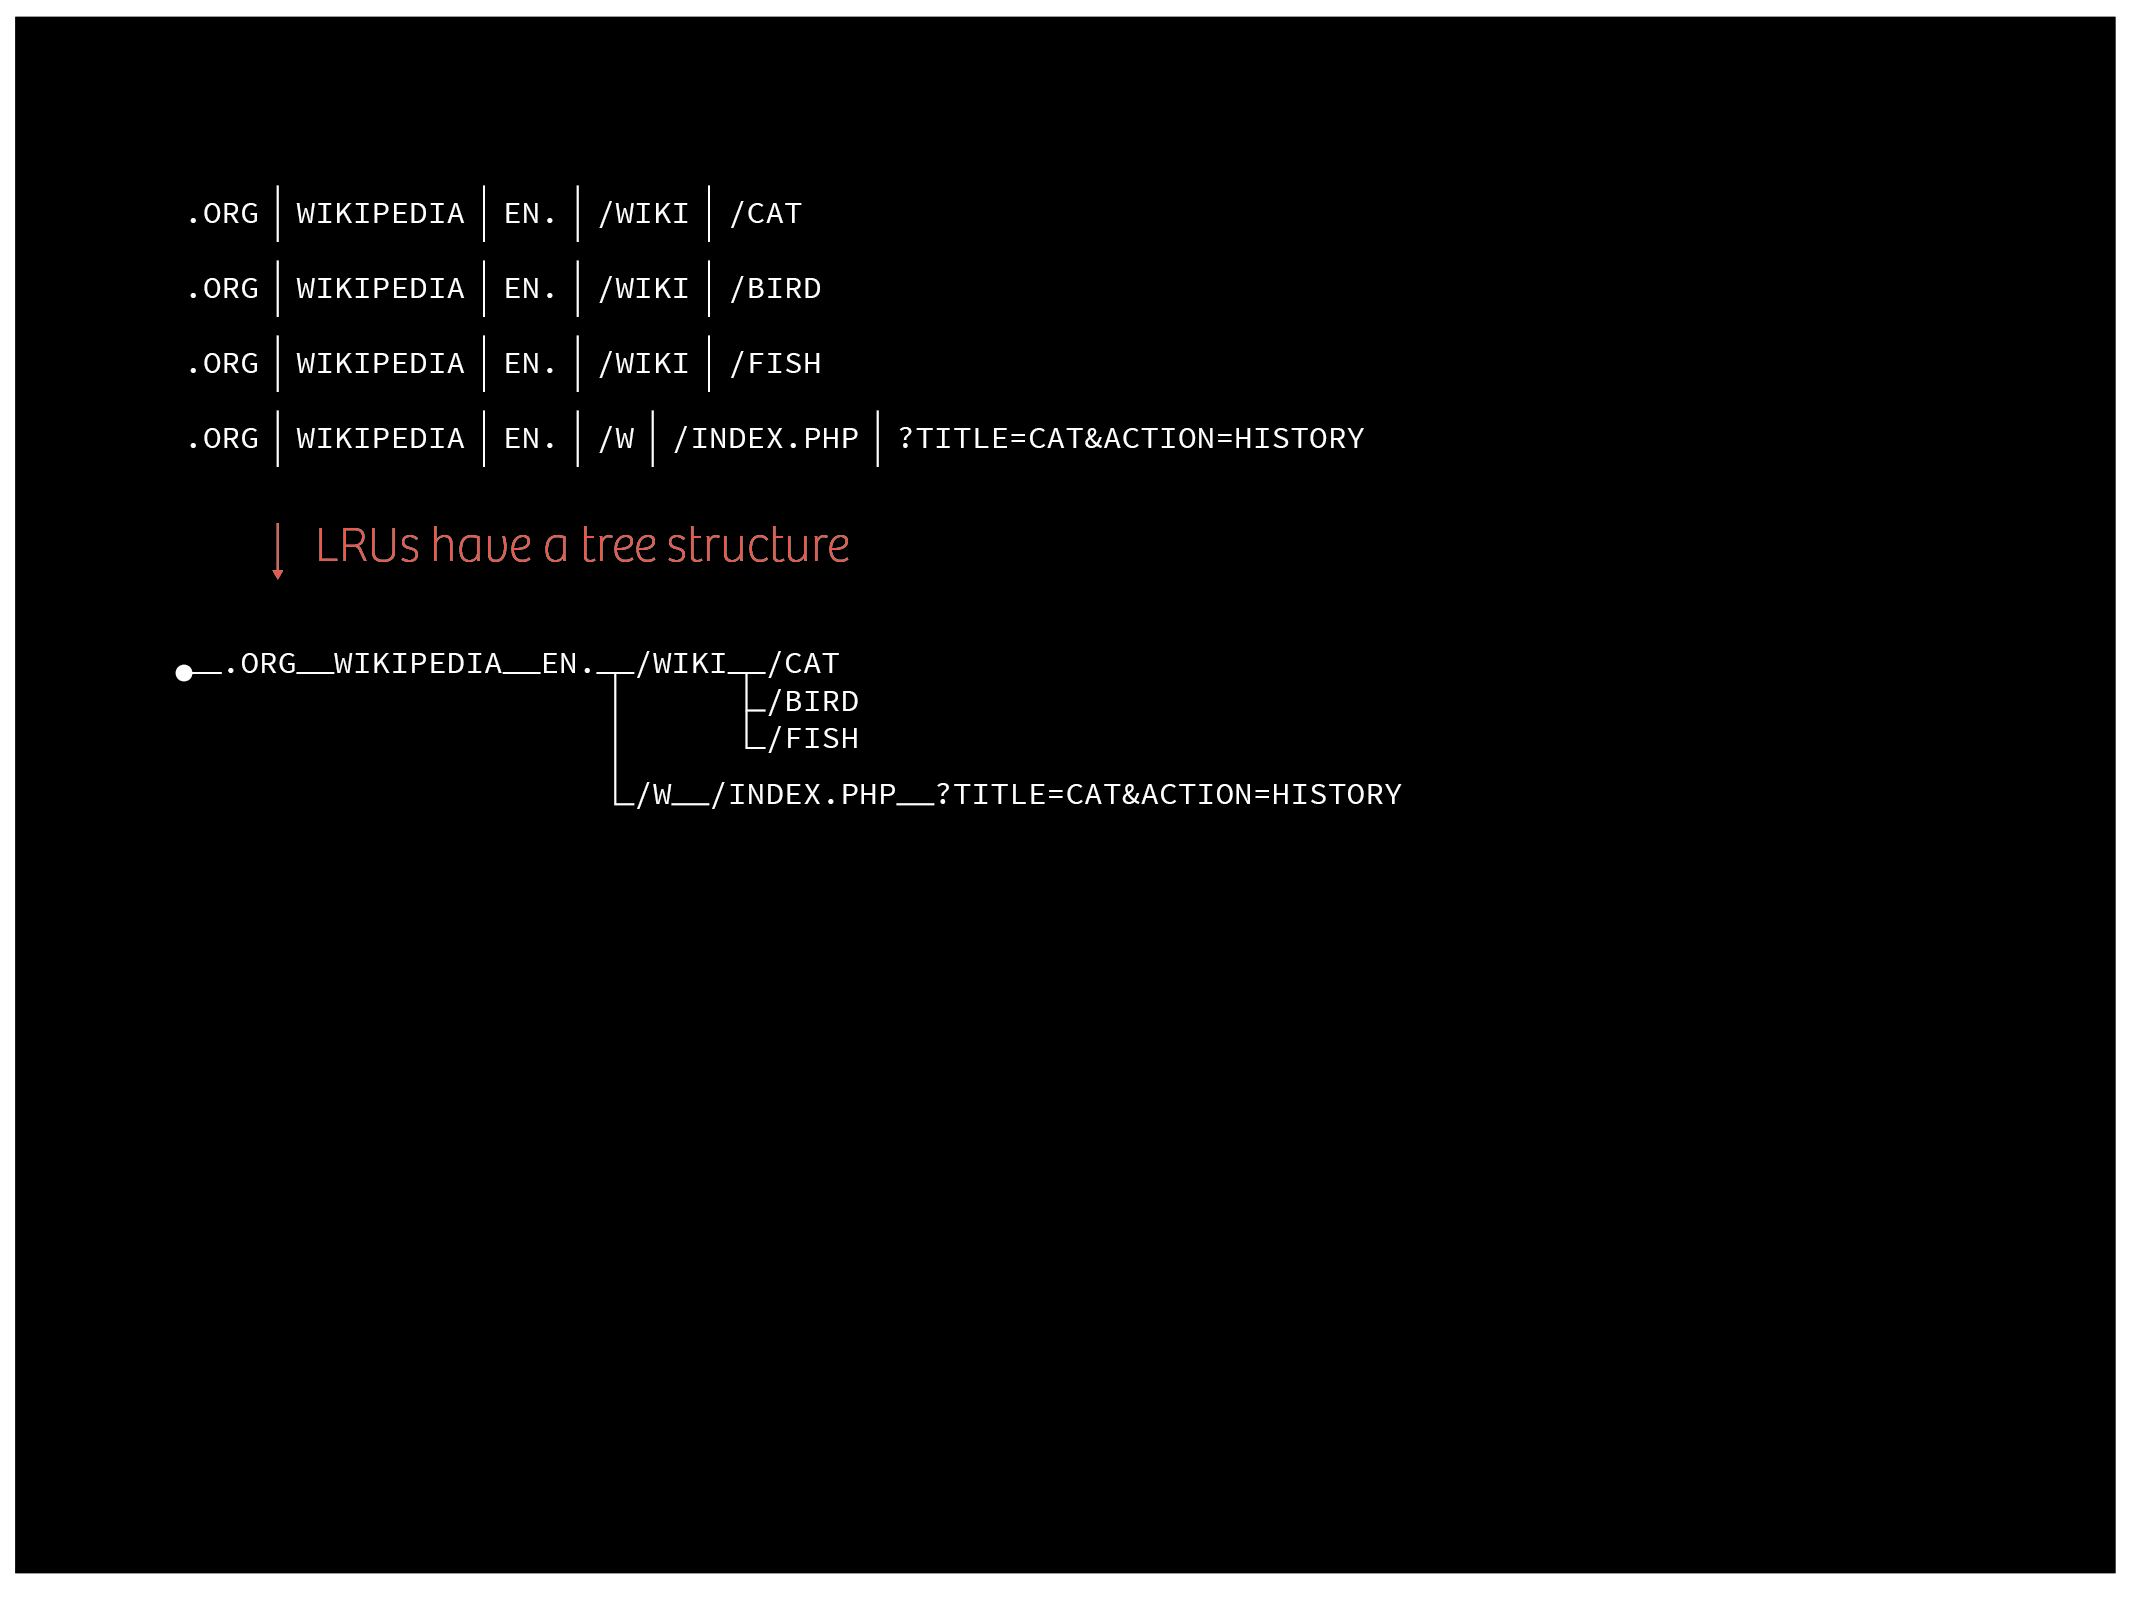 .ORG | WIKIPEDIA | EN. | /WIKI | /CAT
.ORG | WIKIPEDIA | EN. | /WIKI | /BIRD
.ORG | WIKIPEDIA | EN. | /WIKI | /FISH
.ORG | WIKIPEDIA | EN. | /W | /INDEX.PHP | ?TITLE=CAT&ACTION=HISTORY
LRUs have a tree structure
.ORG WIKIPEDIA EN. /WIKI /CAT
/BIRD
/FISH
/W /INDEX.PHP ?TITLE=CAT&ACTION=HISTORY